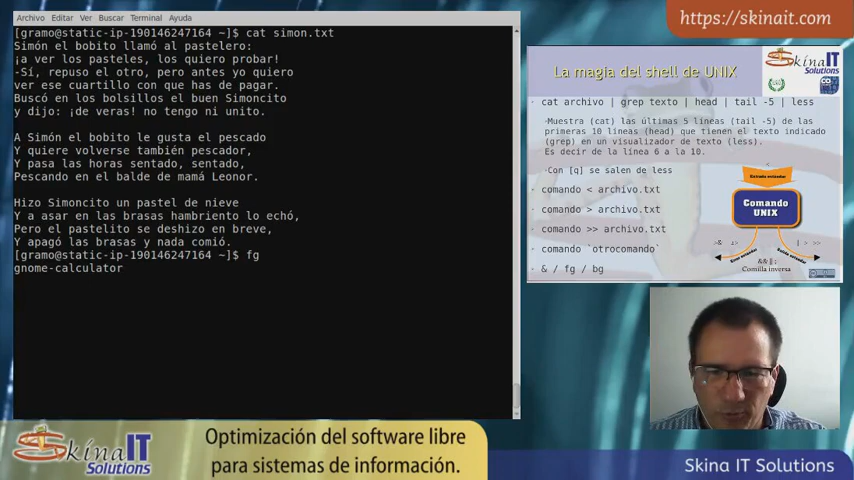 Archivo Editar Ver Buscar Terminal Ayuda
[gramo@static-ip-190146247164 ~]$ cat simon.txt
Simón el bobito llamó al pastelero:
¡a ver los pasteles, los quiero probar!
-Sí, repuso el otro, pero antes yo quiero
ver ese cuartillo con que has de pagar.
Buscó en los bolsillos el buen Simoncito
y dijo: ¡de veras! no tengo ni unito.
A Simón el bobito le gusta el pescado
Y quiere volverse también pescador,
Y pasa las horas sentado, sentado,
Pescando en el balde de mamá Leonor.
Hizo Simoncito un pastel de nieve
Y a asar en las brasas hambriento lo echó,
Pero el pastelito se deshizo en breve,
Y apagó las brasas y nada comió.
[gramo@static-ip-190146247164 ~]$ fg
gnome-calculator
https://skinait.com
La magia del shell de UNIX
Skina IT
Solutions
cat archivo | grep texto | head | tail -5 | less
Muestra (cat) las últimas 5 lineas (tail -5) de las
primeras 10 lineas (head) que tienen el texto indicado
(grep) en un visualizador de texto (less).
Es decir de la línea 6 a la 10.
Con [q] se salen de less
comando < archivo.txt
comando > archivo.txt
comando >> archivo.txt
comando `otrocomando`
& / fg / bg
<
Entrada estándar
Comando
UNIX
>& 2>
| > >>
Error estándar
Salida estándar
&& || ;
Comilla inversa
Skina IT
Solutions
Optimización del software libre
para sistemas de información.
Skina IT Solutions